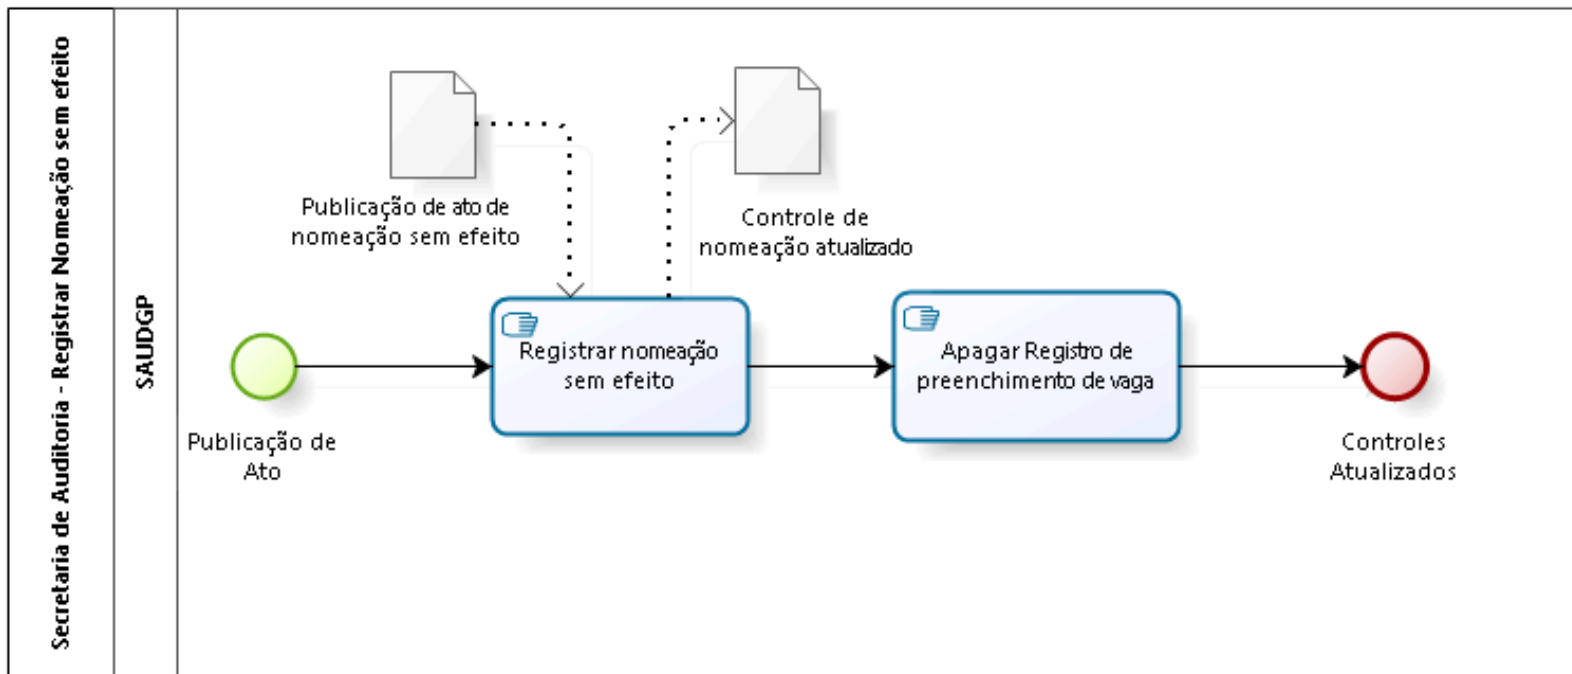 Secretaria de Auditoria - Registrar Nomeação sem efeito
SAUDGP
Publicação de ato de
nomeação sem efeito
Controle de
nomeação atualizado
Publicação de
Ato
Registrar nomeação
sem efeito
Apagar Registro de
preenchimento de vaga
Controles
Atualizados